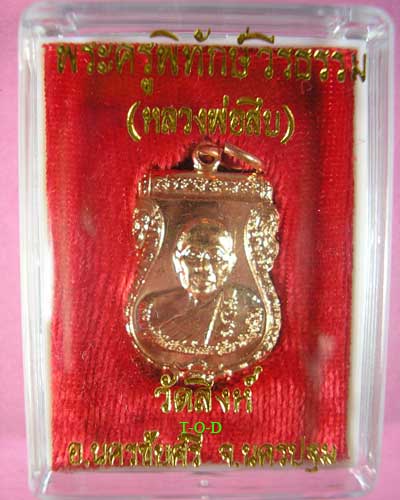 พระครูพิทักษ์วีรธรรม
(หลวงพ่อสืบ)
วัดสิงห์
I-O-D
อ.นครชัยศรี จ.นครปฐม